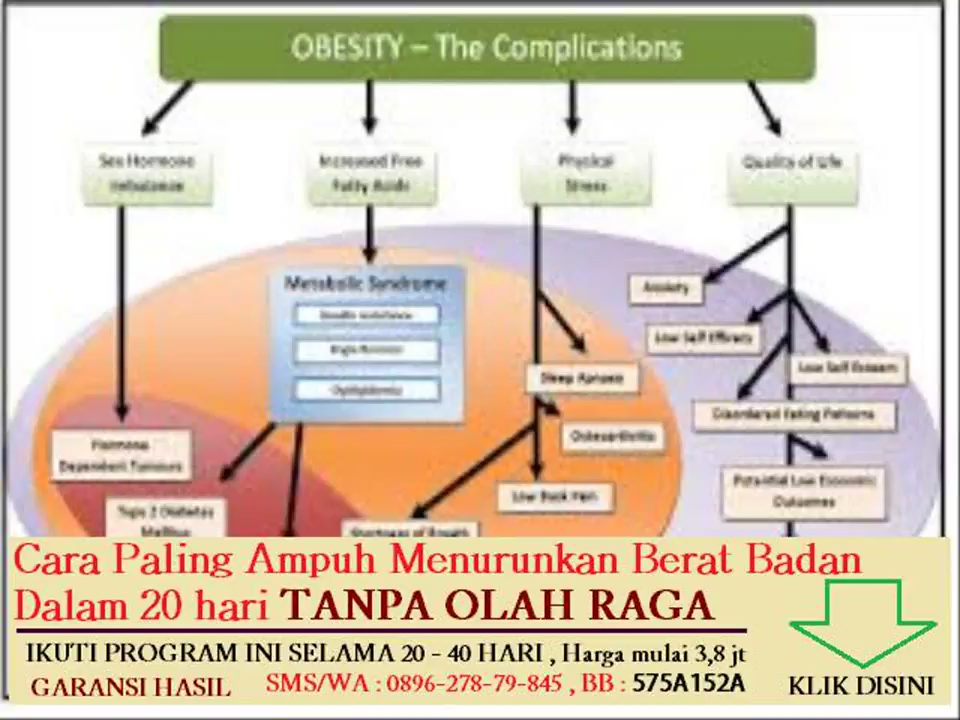 OBESITY – The Complications
Sex Hormone
Imbalance
Increased Free
Fatty Acids
Physical
Stress
Quality of Life
Metabolic Syndrome
Anxiety
Low Self Efficacy
Low Self Esteem
Sleep Apnoea
Disordered Eating Patterns
Osteoarthritis
Hormone
Dependent Tumours
Low Back Pain
Potential Low Economic
Outcomes
Type 2 Diabetes
Mellitus
Shortness of Breath
Cara Paling Ampuh Menurunkan Berat Badan
Dalam 20 hari TANPA OLAH RAGA
IKUTI PROGRAM INI SELAMA 20 - 40 HARI , Harga mulai 3,8 jt
GARANSI HASIL SMS/WA : 0896-278-79-845 , BB : 575A152A
KLIK DISINI